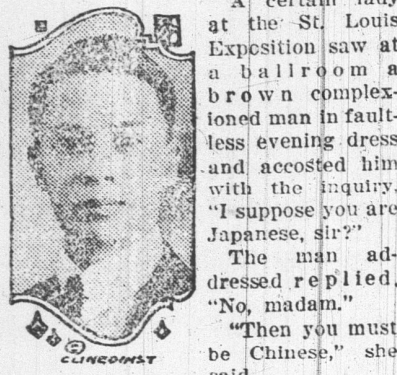 A certain lady
at the St. Louis
Exposition saw at
a ballroom a
brown complex-
ioned man in fault-
less evening dress
and accosted him
with the inquiry,
"I suppose you are
Japanese, sir?"
The man ad-
dressed replied,
"No, madam."
"Then you must
be Chinese," she
said
© CLINEDINST